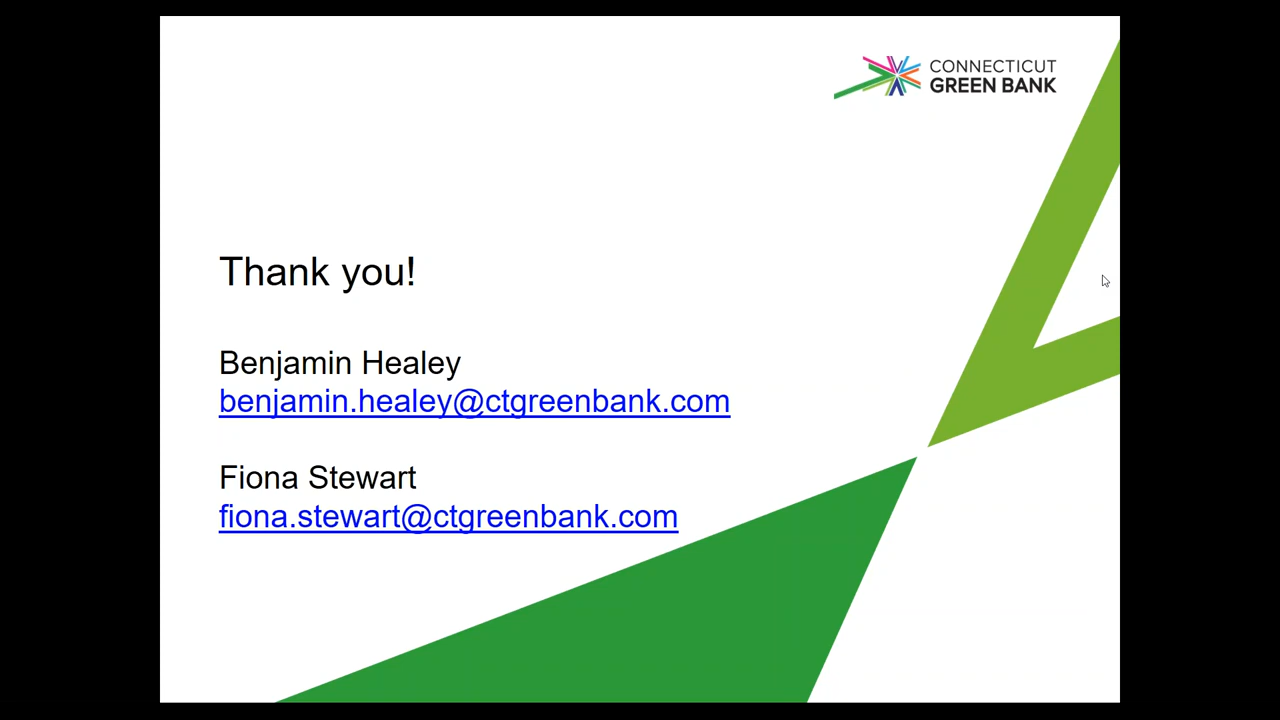 CONNECTICUT
GREEN BANK
Thank you!
Benjamin Healey
benjamin.healey@ctgreenbank.com
Fiona Stewart
fiona.stewart@ctgreenbank.com